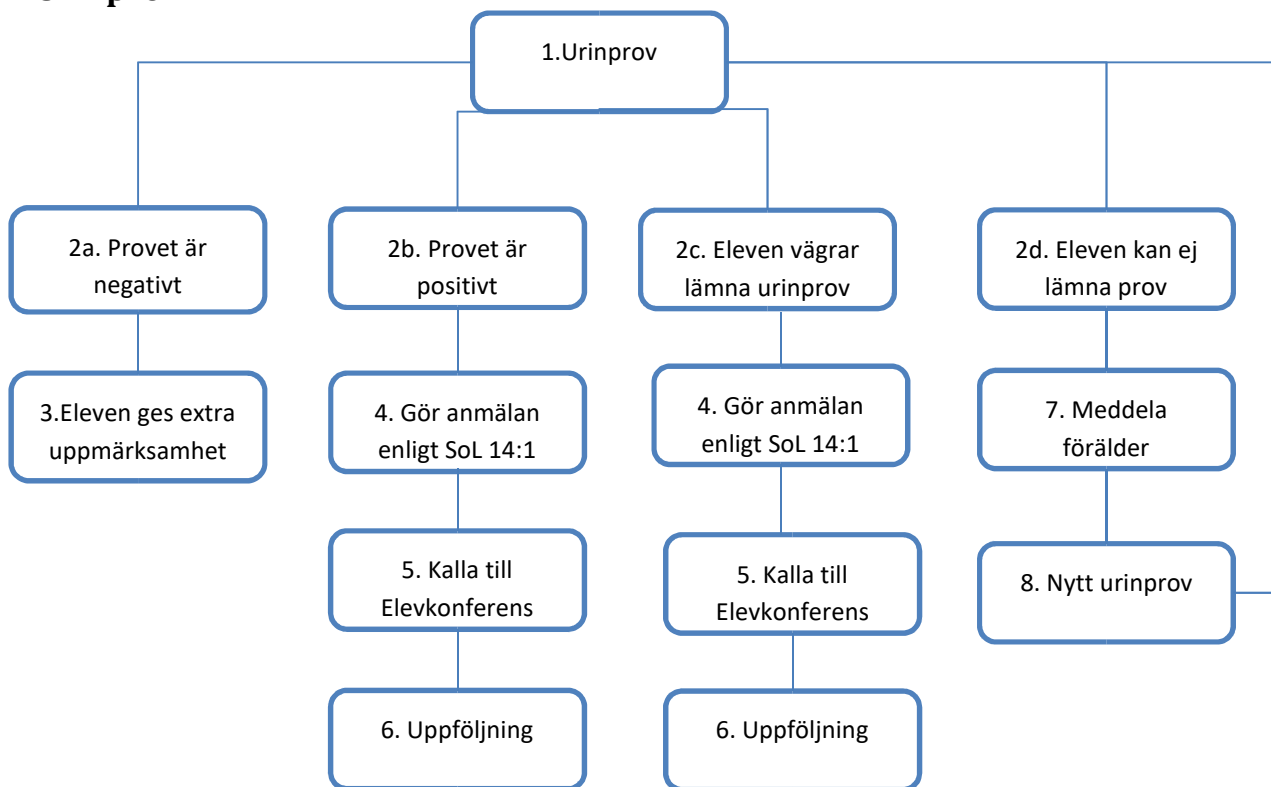 1.Urinprov
2a. Provet är
negativt
2b. Provet är
positivt
2c. Eleven vägrar
lämna urinprov
2d. Eleven kan ej
lämna prov
3.Eleven ges extra
uppmärksamhet
4. Gör anmälan
enligt SoL 14:1
4. Gör anmälan
enligt SoL 14:1
7. Meddela
förälder
5. Kalla till
Elevkonferens
5. Kalla till
Elevkonferens
8. Nytt urinprov
6. Uppföljning
6. Uppföljning